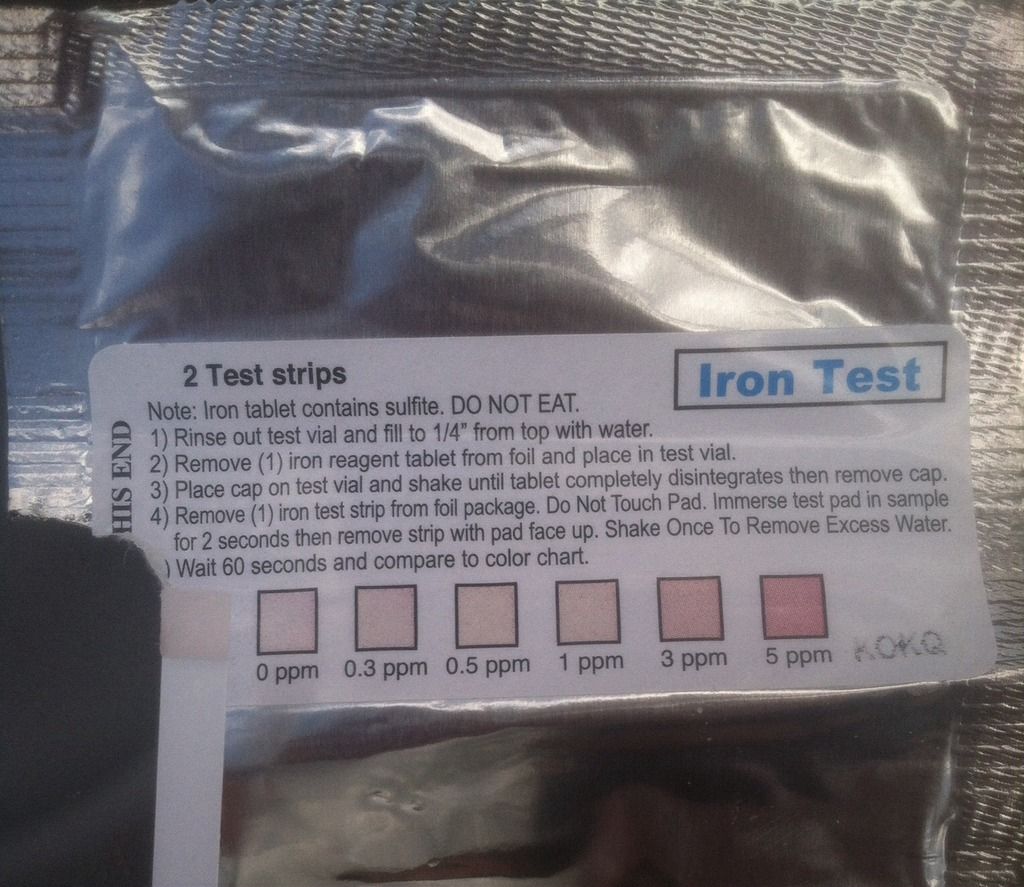 2 Test strips
Iron Test
Note: Iron tablet contains sulfite. DO NOT EAT.
1) Rinse out test vial and fill to 1/4” from top with water.
2) Remove (1) iron reagent tablet from foil and place in test vial.
3) Place cap on test vial and shake until tablet completely disintegrates then remove cap.
4) Remove (1) iron test strip from foil package. Do Not Touch Pad. Immerse test pad in sample
for 2 seconds then remove strip with pad face up. Shake Once To Remove Excess Water.
) Wait 60 seconds and compare to color chart.
0 ppm 0.3 ppm 0.5 ppm 1 ppm 3 ppm 5 ppm
KOKQ
HIS END